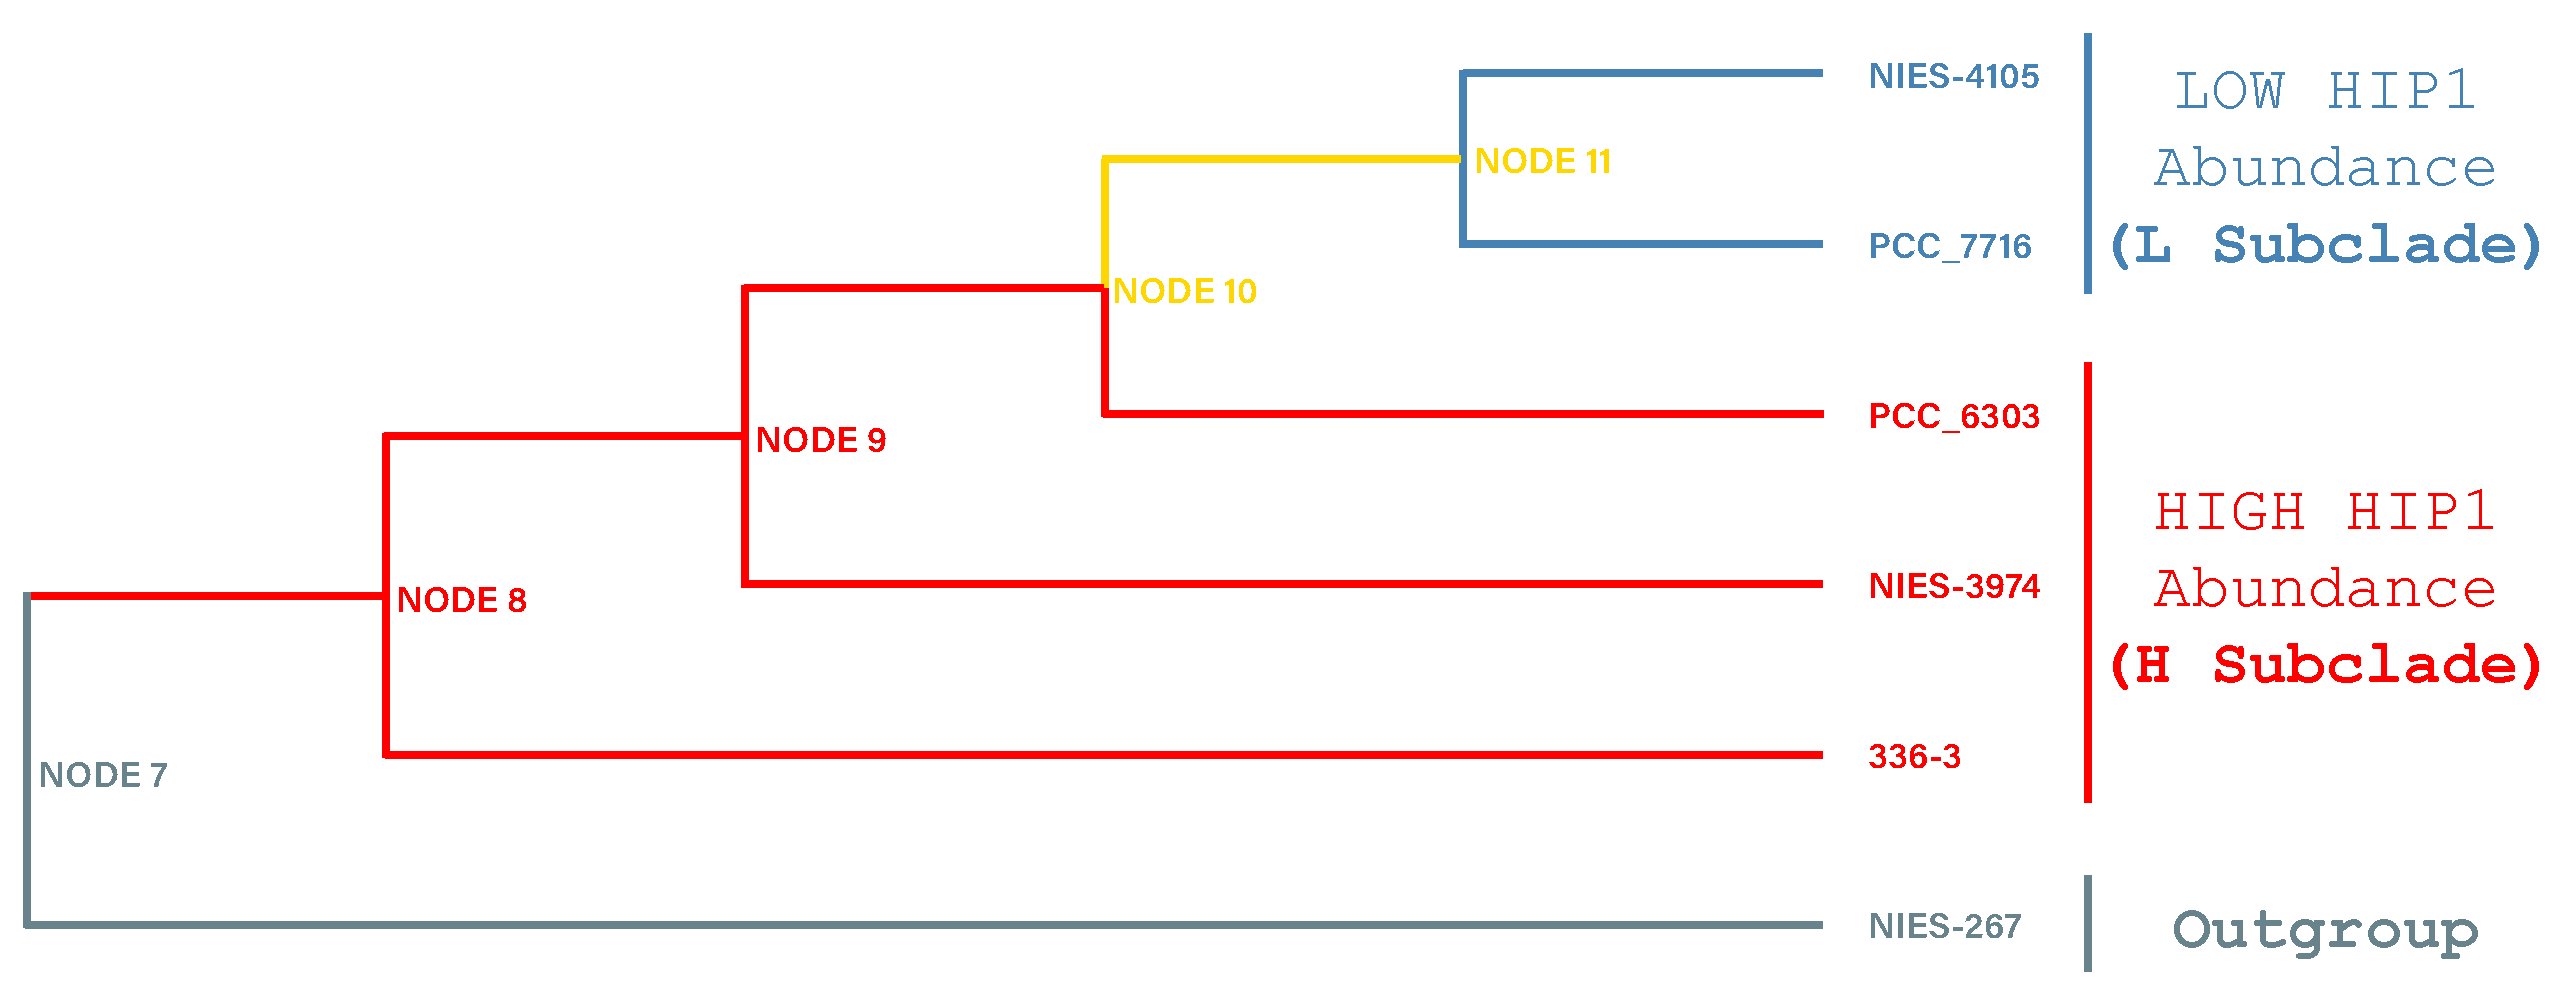 NIES-4105
NODE 11
PCC_7716
NODE 10
PCC_6303
NODE 9
NIES-3974
NODE 8
336-3
NODE 7
NIES-267
LOW HIP1
Abundance
(L Subclade)
HIGH HIP1
Abundance
(H Subclade)
Outgroup